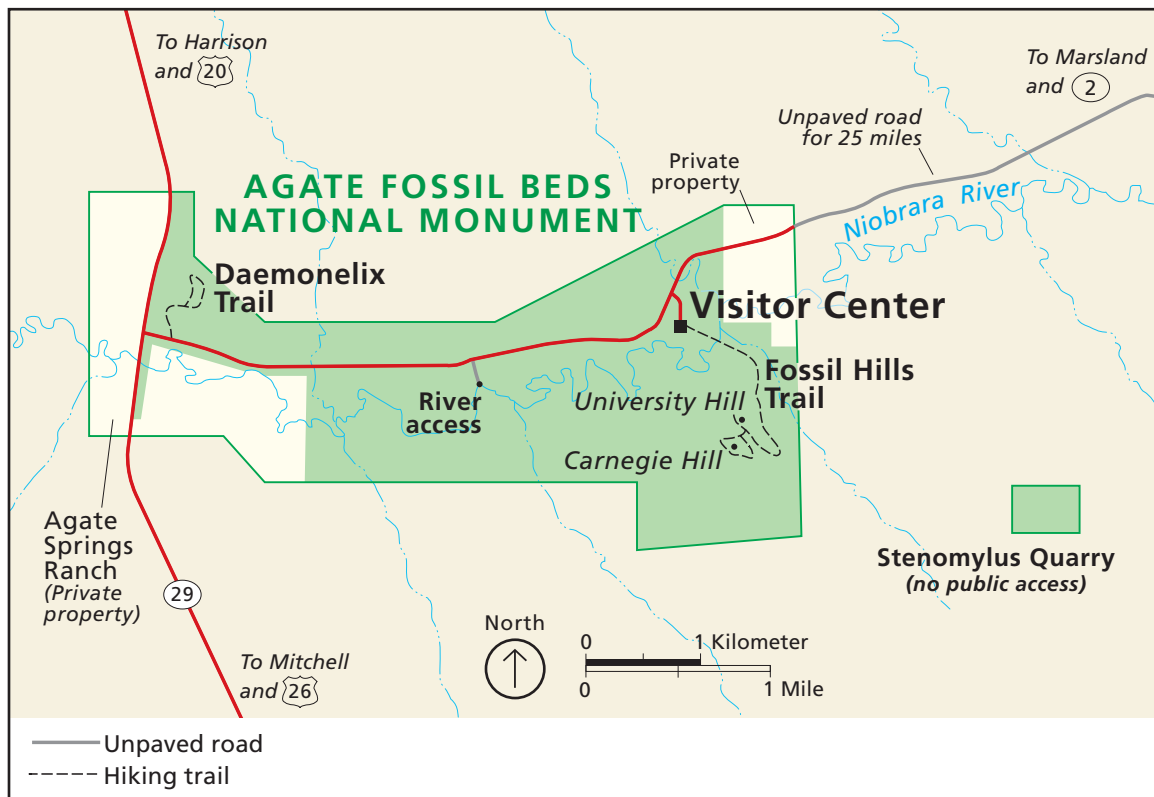 To Harrison
and 20
To Marsland
and 2
Unpaved road
for 25 miles
Private
property
AGATE FOSSIL BEDS
NATIONAL MONUMENT
Niobrara River
Daemonelix
Trail
Visitor Center
Fossil Hills
Trail
River
access
University Hill
Carnegie Hill
Agate
Springs
Ranch
(Private
property)
Stenomylus Quarry
(no public access)
29
North
0 1 Kilometer
0 1 Mile
To Mitchell
and 26
Unpaved road
Hiking trail